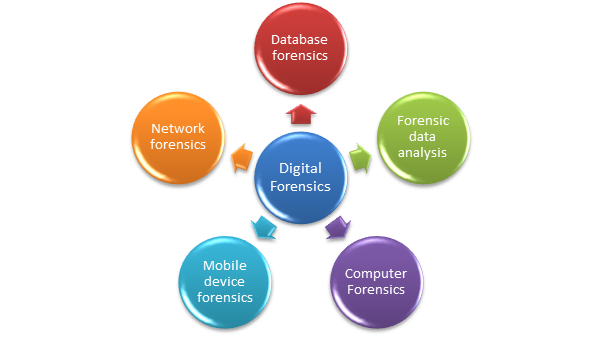 Database
forensics
Network
forensics
Forensic
data
analysis
Digital
Forensics
Mobile
device
forensics
Computer
Forensics